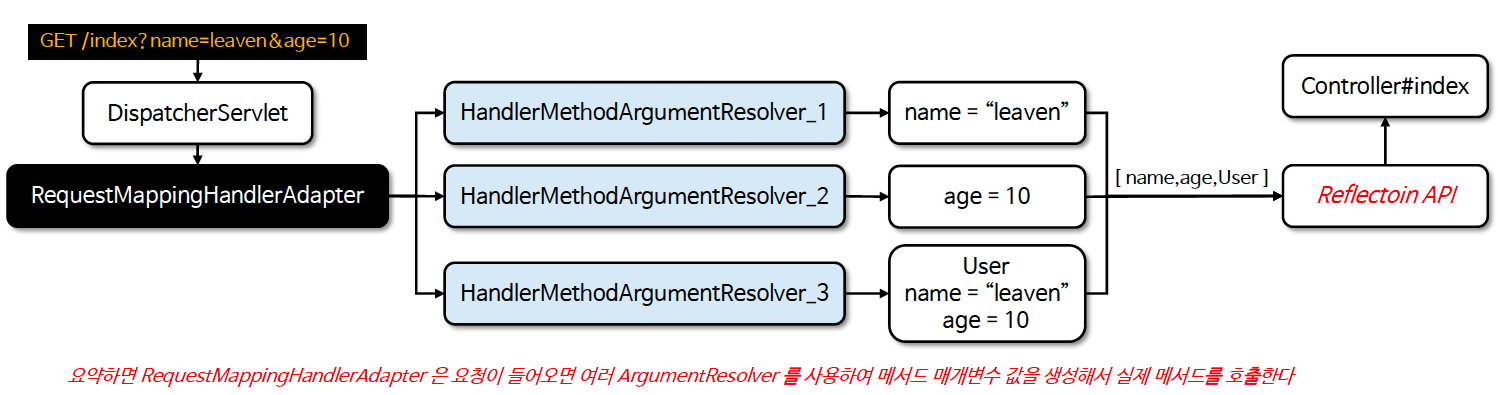 GET /index?name=leaven&age=10
DispatcherServlet
RequestMappingHandlerAdapter
HandlerMethodArgumentResolver_1
name = “leaven”
HandlerMethodArgumentResolver_2
age = 10
HandlerMethodArgumentResolver_3
User
name = “leaven”
age = 10
[ name,age,User ]
Controller#index
Reflectoin API
요약하면 RequestMappingHandlerAdapter 은 요청이 들어오면 여러 ArgumentResolver 를 사용하여 메서드 매개변수 값을 생성해서 실제 메서드를 호출한다